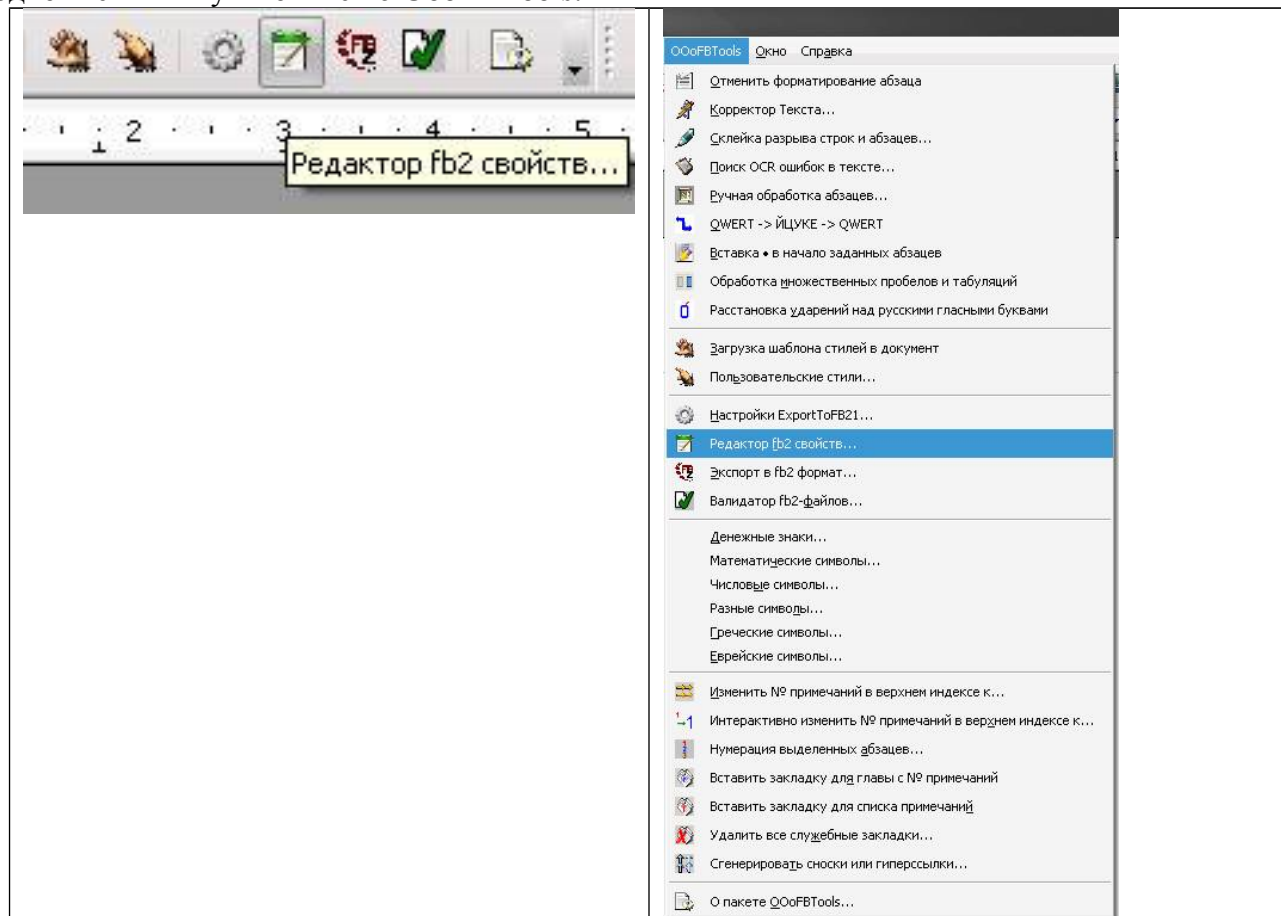 2 3 4 5
Редактор fb2 свойств...
OOoFBTools Окно Справка
Отменить форматирование абзаца
Корректор Текста...
Склейка разрыва строк и абзацев...
Поиск OCR ошибок в тексте...
Ручная обработка абзацев...
QWERT -> ЙЦУКЕ -> QWERT
Вставка • в начало заданных абзацев
Обработка множественных пробелов и табуляций
Расстановка ударений над русскими гласными буквами
Загрузка шаблона стилей в документ
Пользовательские стили...
Настройки ExportToFB21...
Редактор fb2 свойств...
Экспорт в fb2 формат...
Валидатор fb2-файлов...
Денежные знаки...
Математические символы...
Числовые символы...
Разные символы...
Греческие символы...
Еврейские символы...
Изменить № примечаний в верхнем индексе к...
Интерактивно изменить № примечаний в верхнем индексе к...
Нумерация выделенных абзацев...
Вставить закладку для главы с № примечаний
Вставить закладку для списка примечаний
Удалить все служебные закладки...
Сгенерировать сноски или гиперссылки...
О пакете OOoFBTools...